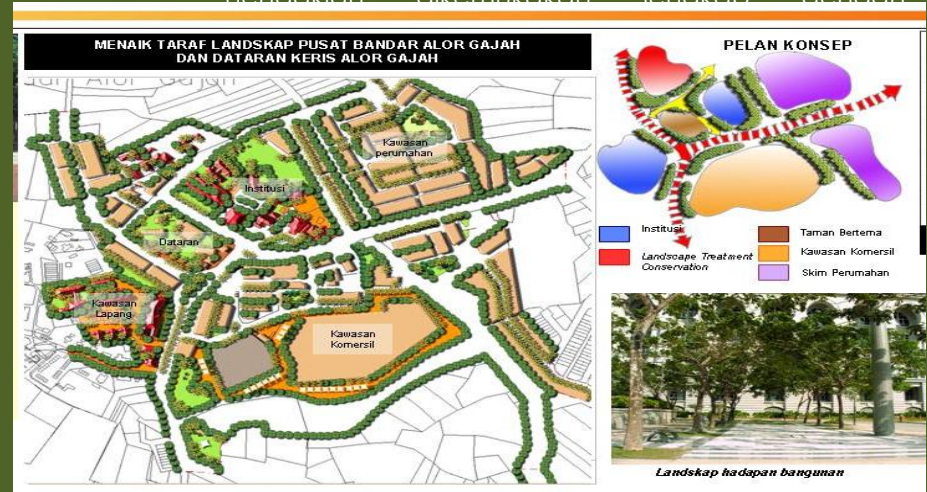 MENAIK TARAF LANDSKAP PUSAT BANDAR ALOR GAJAH
DAN DATARAN KERIS ALOR GAJAH
Kawasan
perumahan
Institusi
Dataran
Kawasan
Lapang
Kawasan
Komersil
PELAN KONSEP
Institusi
Landscape Treatment
Conservation
Taman Bertema
Kawasan Komersil
Skim Perumahan
Landskap hadapan bangunan